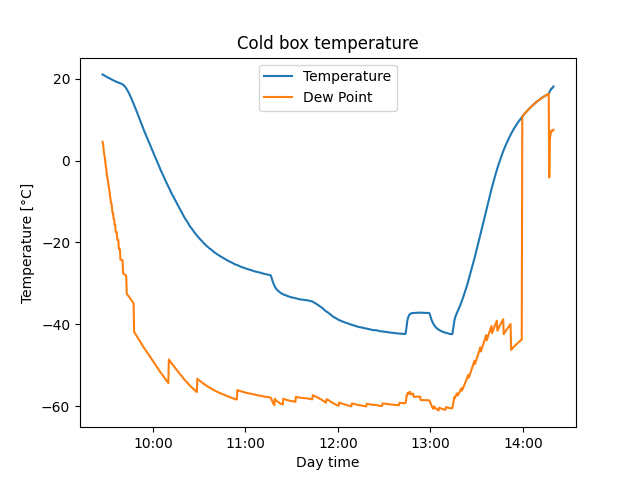 Cold box temperature
Temperature
Dew Point
Temperature [°C]
20
0
−20
−40
−60
10:00
11:00
12:00
13:00
14:00
Day time